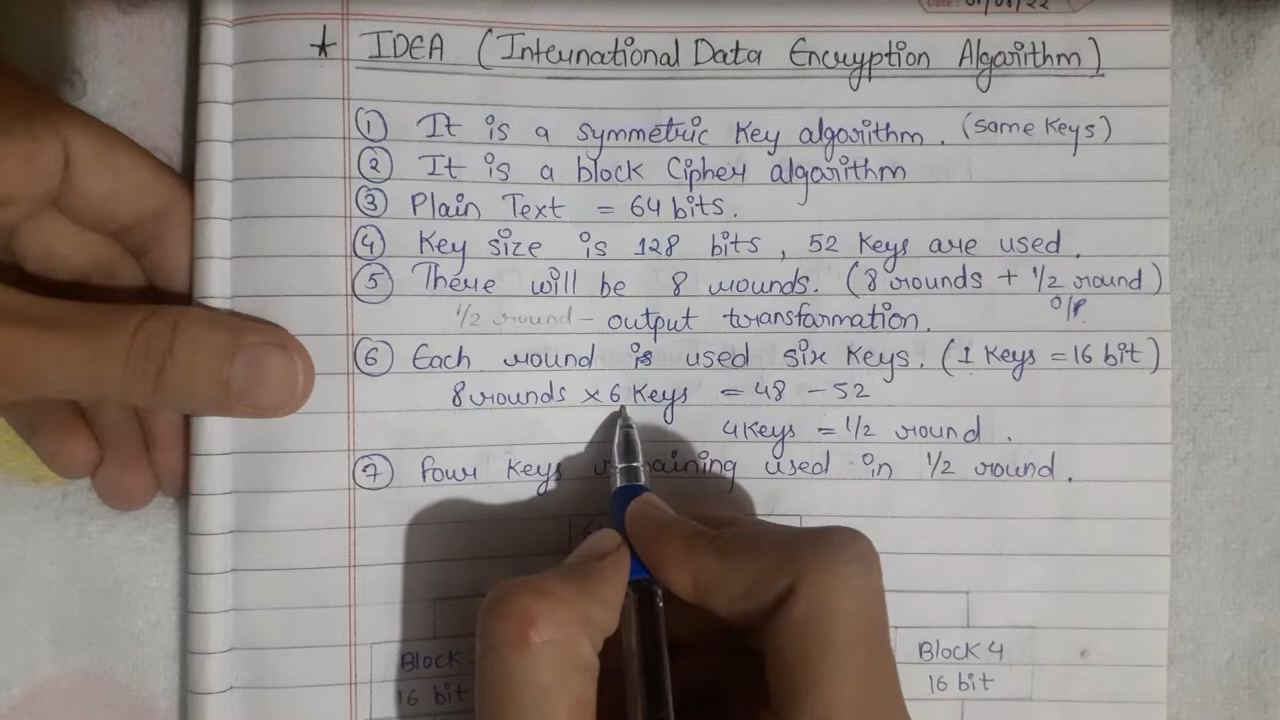 ★ IDEA (International Data Encryption Algorithm)
① It is a symmetric key algorithm. (same keys)
② It is a block Cipher algorithm
③ Plain Text = 64 bits.
④ Key size is 128 bits, 52 keys are used.
⑤ There will be 8 rounds. (8 rounds + 1/2 round)
O/P
1/2 round – output transformation.
⑥ Each round is used six keys. (1 keys = 16 bit)
8 rounds × 6 keys = 48 – 52
4 keys = 1/2 round.
⑦ Four keys used in 1/2 round.
Block
Block 4
16 bit
16 bit